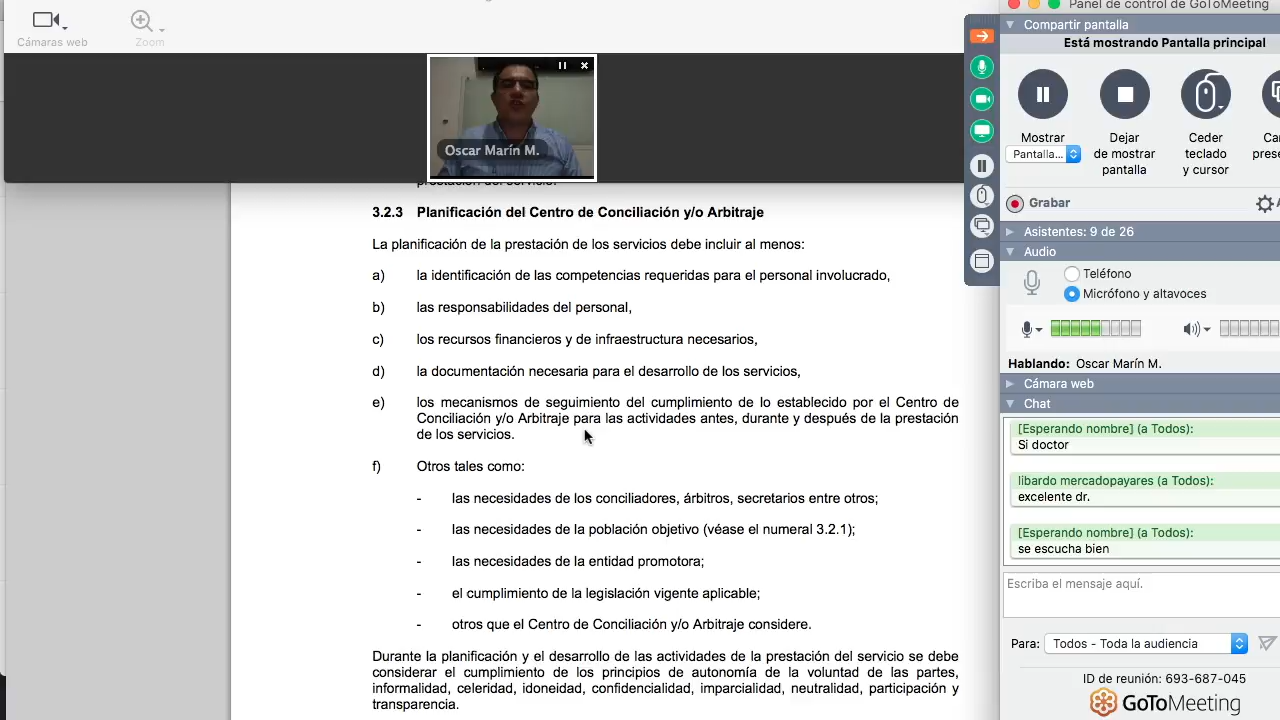 Cámaras web
Zoom
Oscar Marín M.
prestación del servicio.
3.2.3 Planificación del Centro de Conciliación y/o Arbitraje
La planificación de la prestación de los servicios debe incluir al menos:
a) la identificación de las competencias requeridas para el personal involucrado,
b) las responsabilidades del personal,
c) los recursos financieros y de infraestructura necesarios,
d) la documentación necesaria para el desarrollo de los servicios,
e) los mecanismos de seguimiento del cumplimiento de lo establecido por el Centro de
Conciliación y/o Arbitraje para las actividades antes, durante y después de la prestación
de los servicios.
f) Otros tales como:
- las necesidades de los conciliadores, árbitros, secretarios entre otros;
- las necesidades de la población objetivo (véase el numeral 3.2.1);
- las necesidades de la entidad promotora;
- el cumplimiento de la legislación vigente aplicable;
- otros que el Centro de Conciliación y/o Arbitraje considere.
Durante la planificación y el desarrollo de las actividades de la prestación del servicio se debe
considerar el cumplimiento de los principios de autonomía de la voluntad de las partes,
informalidad, celeridad, idoneidad, confidencialidad, imparcialidad, neutralidad, participación y
transparencia.
Panel de control de GoToMeeting
Compartir pantalla
Está mostrando Pantalla principal
Mostrar
Pantalla...
Dejar
de mostrar
pantalla
Ceder
teclado
y cursor
Grabar
Asistentes: 9 de 26
Audio
Teléfono
Micrófono y altavoces
Hablando: Oscar Marín M.
Cámara web
Chat
[Esperando nombre] (a Todos):
Si doctor
libardo mercadopayares (a Todos):
excelente dr.
[Esperando nombre] (a Todos):
se escucha bien
Escriba el mensaje aquí.
Para: Todos - Toda la audiencia
ID de reunión: 693-687-045
GoToMeeting